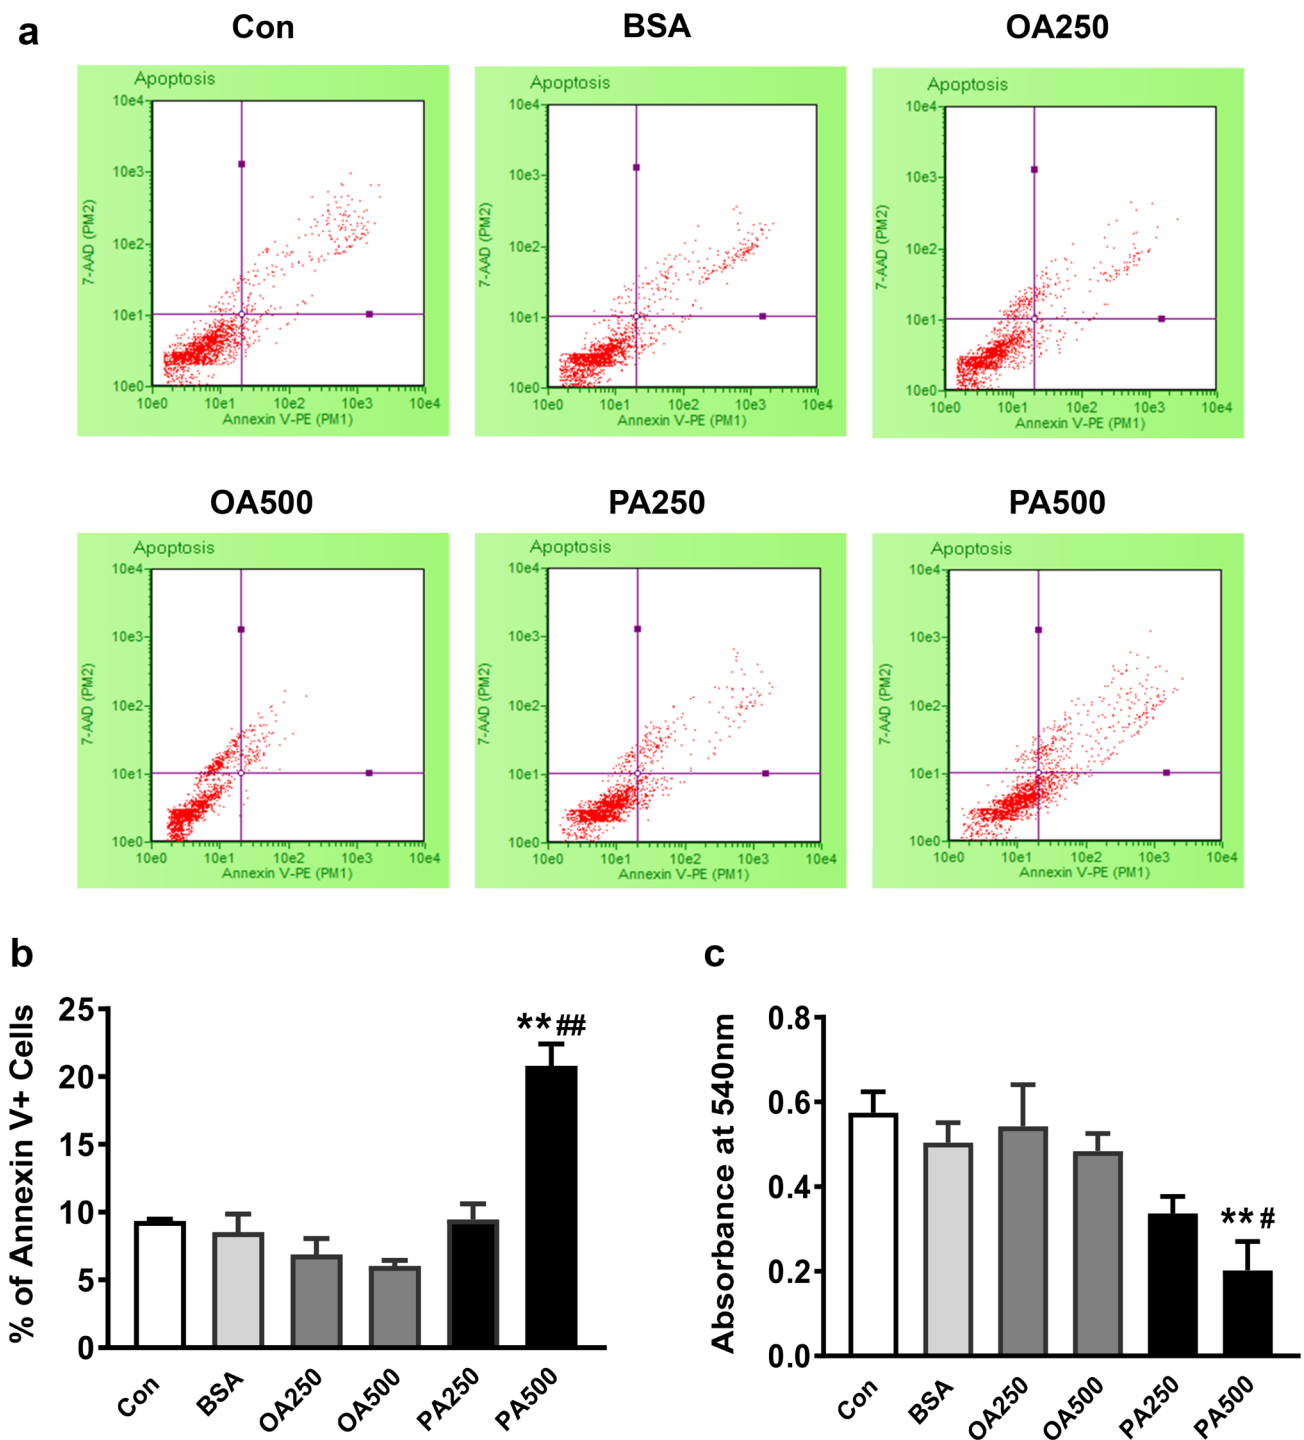 a
Con
BSA
OA250
Apoptosis
10e4
10e3
10e2
10e1
10e0
7-AAD (PM2)
10e0 10e1 10e2 10e3 10e4
Annexin V-PE (PM1)
Apoptosis
10e4
10e3
10e2
10e1
10e0
7-AAD (PM2)
10e0 10e1 10e2 10e3 10e4
Annexin V-PE (PM1)
Apoptosis
10e4
10e3
10e2
10e1
10e0
7-AAD (PM2)
10e0 10e1 10e2 10e3 10e4
Annexin V-PE (PM1)
OA500
PA250
PA500
Apoptosis
10e4
10e3
10e2
10e1
10e0
7-AAD (PM2)
10e0 10e1 10e2 10e3 10e4
Annexin V-PE (PM1)
Apoptosis
10e4
10e3
10e2
10e1
10e0
7-AAD (PM2)
10e0 10e1 10e2 10e3 10e4
Annexin V-PE (PM1)
Apoptosis
10e4
10e3
10e2
10e1
10e0
7-AAD (PM2)
10e0 10e1 10e2 10e3 10e4
Annexin V-PE (PM1)
b
% of Annexin V+ Cells
25
20
15
10
5
0
**##
Con
BSA
OA250
OA500
PA250
PA500
c
Absorbance at 540nm
0.8
0.6
0.4
0.2
0.0
**#
Con
BSA
OA250
OA500
PA250
PA500